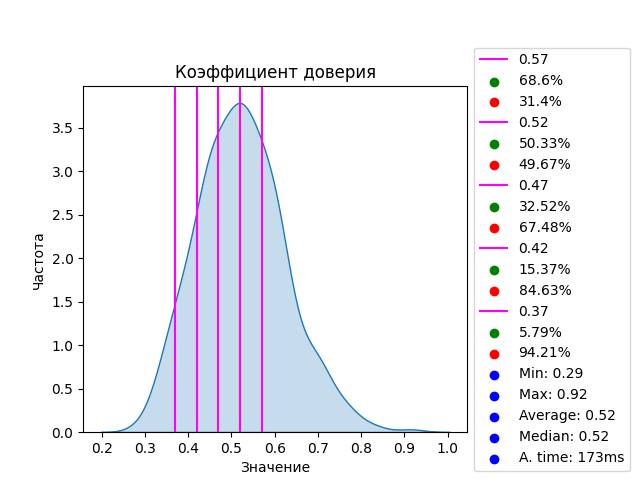 Коэффициент доверия
Частота
3.5
3.0
2.5
2.0
1.5
1.0
0.5
0.0
0.2 0.3 0.4 0.5 0.6 0.7 0.8 0.9 1.0
Значение
0.57
68.6%
31.4%
0.52
50.33%
49.67%
0.47
32.52%
67.48%
0.42
15.37%
84.63%
0.37
5.79%
94.21%
Min: 0.29
Max: 0.92
Average: 0.52
Median: 0.52
A. time: 173ms